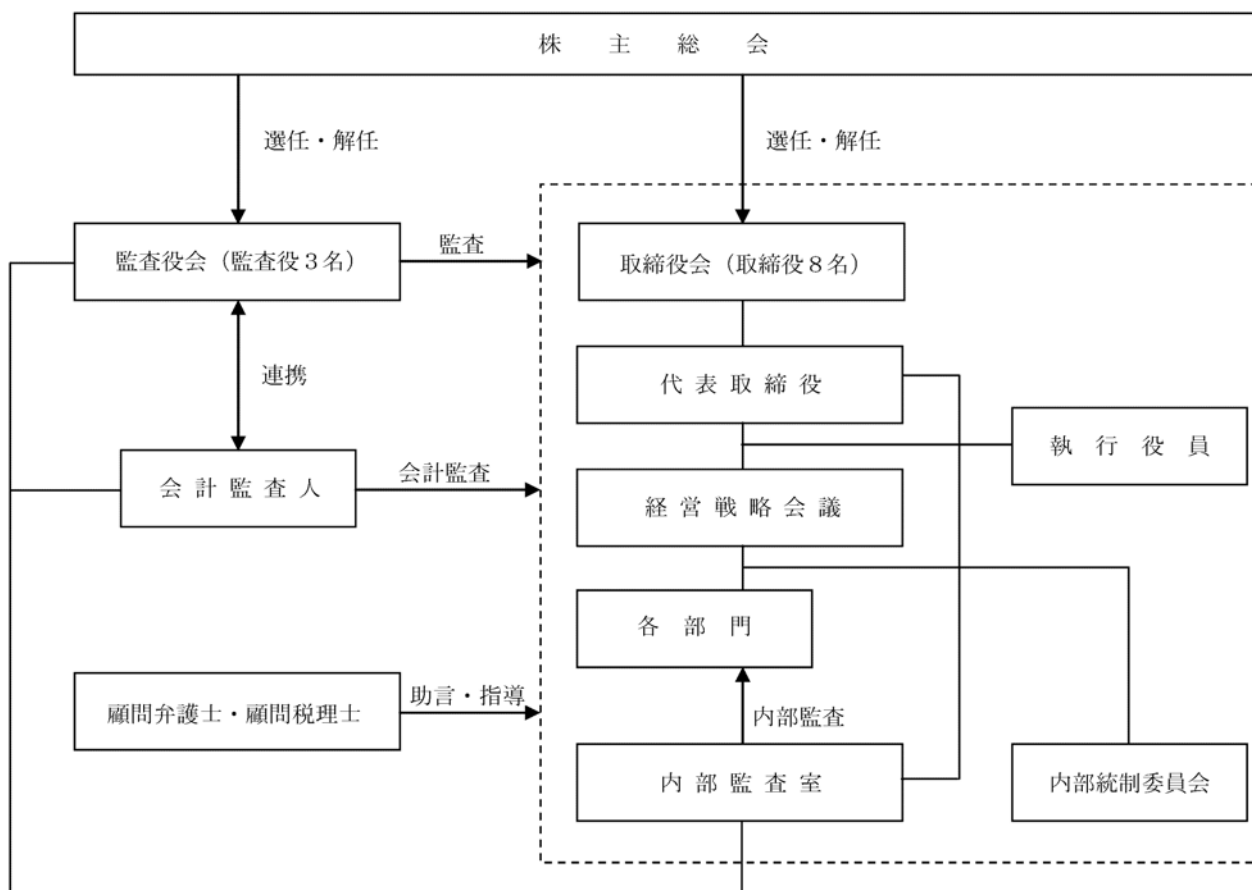 株主総会
選任・解任
選任・解任
監査役会（監査役３名）
監査
取締役会（取締役８名）
連携
代表取締役
執行役員
会計監査人
会計監査
経営戦略会議
各部門
顧問弁護士・顧問税理士
助言・指導
内部監査
内部監査室
内部統制委員会